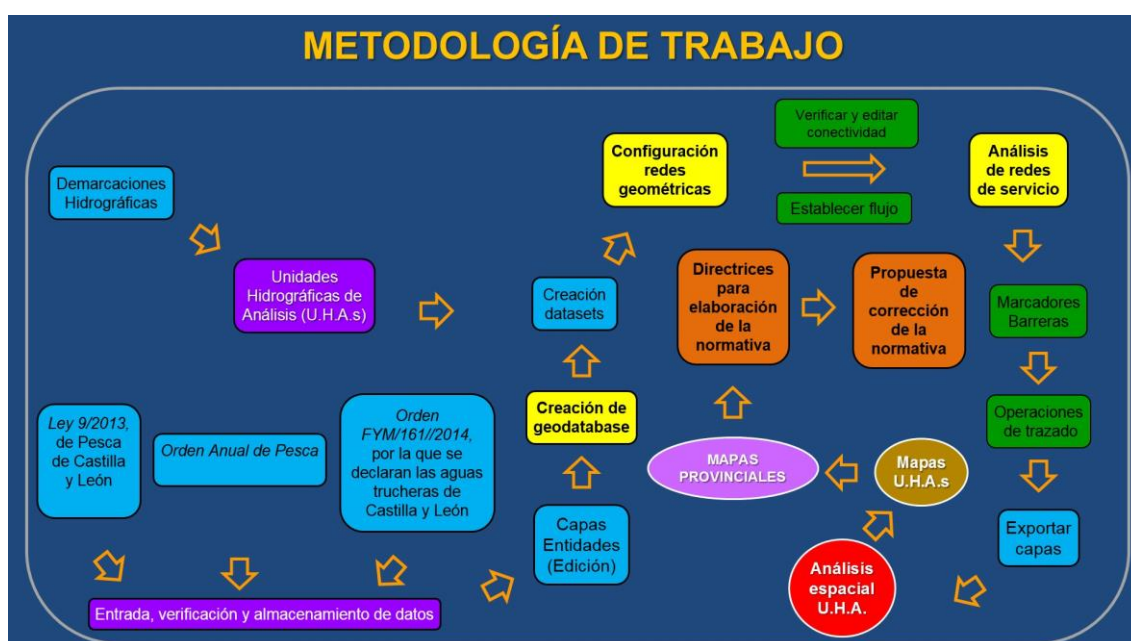 METODOLOGÍA DE TRABAJO
Demarcaciones
Hidrográficas
Unidades
Hidrográficas de
Análisis (U.H.A.s)
Ley 9/2013,
de Pesca
de Castilla
y León
Orden Anual de Pesca
Orden
FYM/161//2014,
por la que se
declaran las aguas
trucheras de
Castilla y León
Entrada, verificación y almacenamiento de datos
Capas
Entidades
(Edición)
Creación de
geodatabase
Creación
datasets
Configuración
redes
geométricas
Verificar y editar
conectividad
Establecer flujo
Análisis
de redes
de servicio
Marcadores
Barreras
Operaciones
de trazado
Exportar
capas
Análisis
espacial
U.H.A.
Mapas
U.H.A.s
MAPAS
PROVINCIALES
Directrices
para
elaboración
de la
normativa
Propuesta
de
corrección
de la
normativa